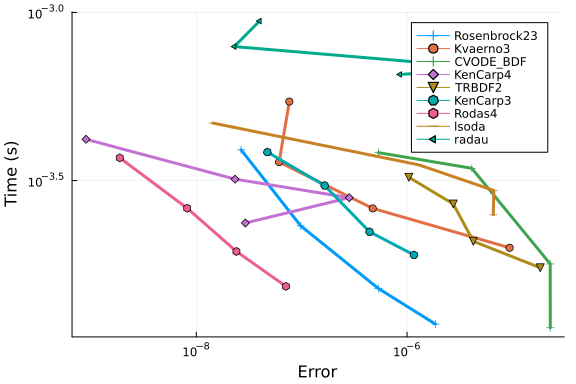 10⁻³·⁰
Rosenbrock23
Kvaerno3
CVODE_BDF
KenCarp4
TRBDF2
KenCarp3
Rodas4
lsoda
radau
Time (s)
10⁻³·⁵
10⁻⁸
10⁻⁶
Error